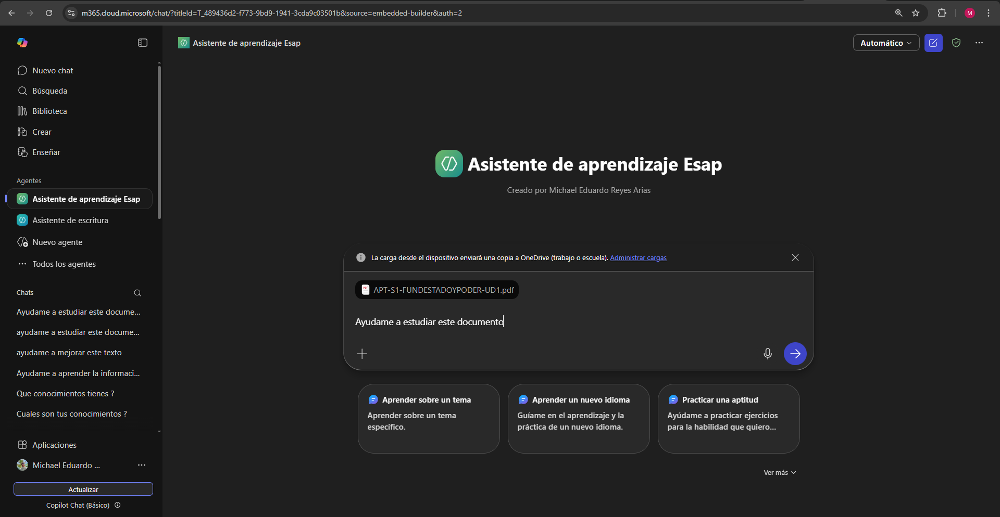 m365.cloud.microsoft/chat/?titleId=T_489436d2-f773-9bd9-1941-3cda9c03501b&source=embedded-builder&auth=2
M
Asistente de aprendizaje Esap
Automático
Nuevo chat
Búsqueda
Biblioteca
Crear
Enseñar
Agentes
Asistente de aprendizaje Esap
Asistente de escritura
Nuevo agente
Todos los agentes
Chats
Ayudame a estudiar este docume...
ayudame a estudiar este docume...
ayudame a mejorar este texto
Ayudame a aprender la informaci...
Que conocimientos tienes ?
Cuales son tus conocimientos ?
Aplicaciones
Michael Eduardo ...
Actualizar
Copilot Chat (Básico)
Asistente de aprendizaje Esap
Creado por Michael Eduardo Reyes Arias
La carga desde el dispositivo enviará una copia a OneDrive (trabajo o escuela). Administrar cargas
PDF
APT-S1-FUNDESTADOYPODER-UD1.pdf
Ayudame a estudiar este documento
Aprender sobre un tema
Aprender sobre un tema
específico.
Aprender un nuevo idioma
Guíame en el aprendizaje y la
práctica de un nuevo idioma.
Practicar una aptitud
Ayúdame a practicar ejercicios
para la habilidad que quiero...
Ver más